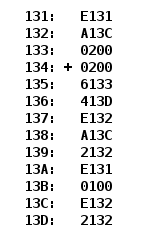 131: E131
132: A13C
133: 0200
134: + 0200
135: 6133
136: 413D
137: E132
138: A13C
139: 2132
13A: E131
13B: 0100
13C: E132
13D: 2132